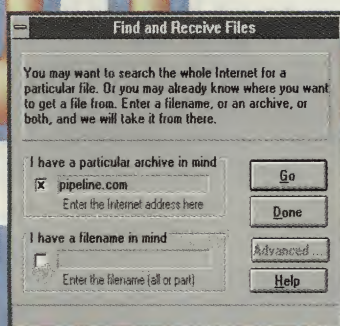 Find and Receive Files
You may want to search the whole Internet for a
particular file. Or you may already know where you want
to get a file from. Enter a filename, or an archive, or
both, and we will take it from there.
I have a particular archive in mind
x pipeline.com
Enter the Internet address here
I have a filename in mind
Enter the filename (all or part)
Go
Done
Advanced ...
Help